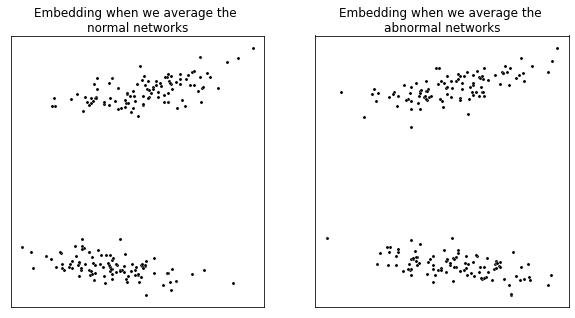 Embedding when we average the
normal networks
Embedding when we average the
abnormal networks